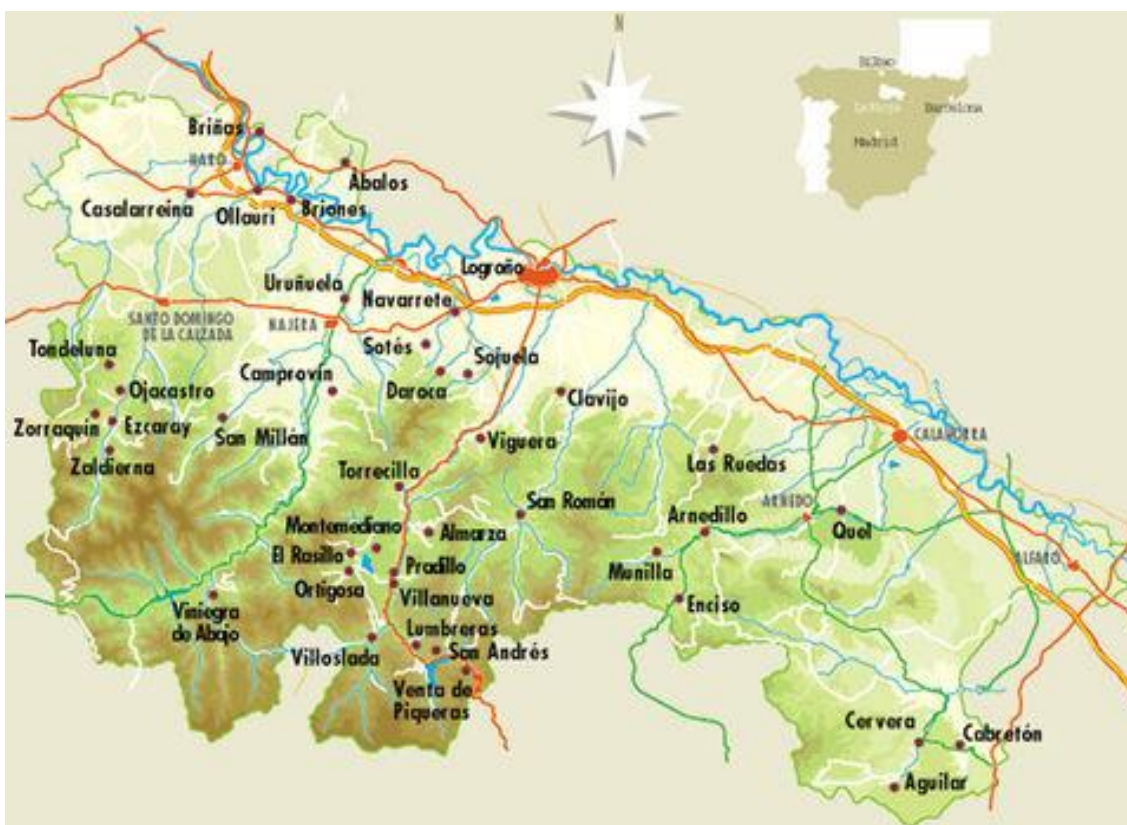 N
Bilbao
La Rioja
Barcelona
Madrid
Briñas
HARO
Ábalos
Casalarreina
Ollauri
Briones
Logroño
Uruñuela
Navarrete
SANTO DOMINGO
DE LA CALZADA
NAJERA
Sotés
Sojuela
Tondeluna
Camprovín
Daroca
Ojacastro
Clavijo
Zorraquín
Ezcaray
San Millán
Viguera
CALAHORRA
Zaldierna
Torrecilla
Las Ruedas
San Román
ARNEDO
Montemediano
Almarza
Arnedillo
Quel
El Rasillo
Pradillo
Munilla
ALFARO
Ortigosa
Villanueva
Enciso
Viniegra
de Abajo
Lumbreras
Villoslada
San Andrés
Venta de
Piqueras
Cervera
Cabretón
Aguilar